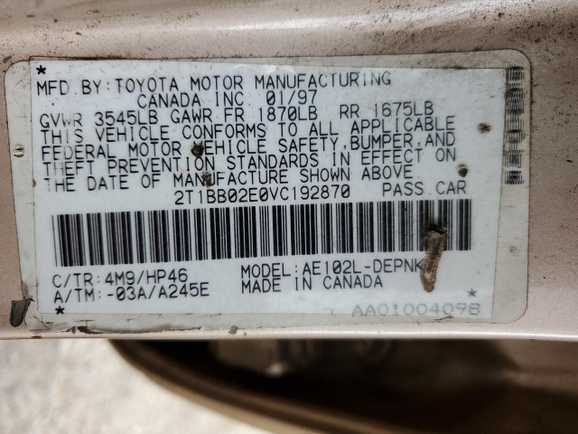 MFD. BY: TOYOTA MOTOR MANUFACTURING
CANADA INC. 01/97
GVWR 3545LB GAWR FR 1870LB RR 1675LB
THIS VEHICLE CONFORMS TO ALL APPLICABLE
FEDERAL MOTOR VEHICLE SAFETY, BUMPER, AND
THEFT PREVENTION STANDARDS IN EFFECT ON
THE DATE OF MANUFACTURE SHOWN ABOVE
2T1BB02E0VC192870 PASS. CAR
C/TR: 4M9/HP46 MODEL: AE102L-DEPNK
A/TM: -03A/A245E MADE IN CANADA
AA01004098